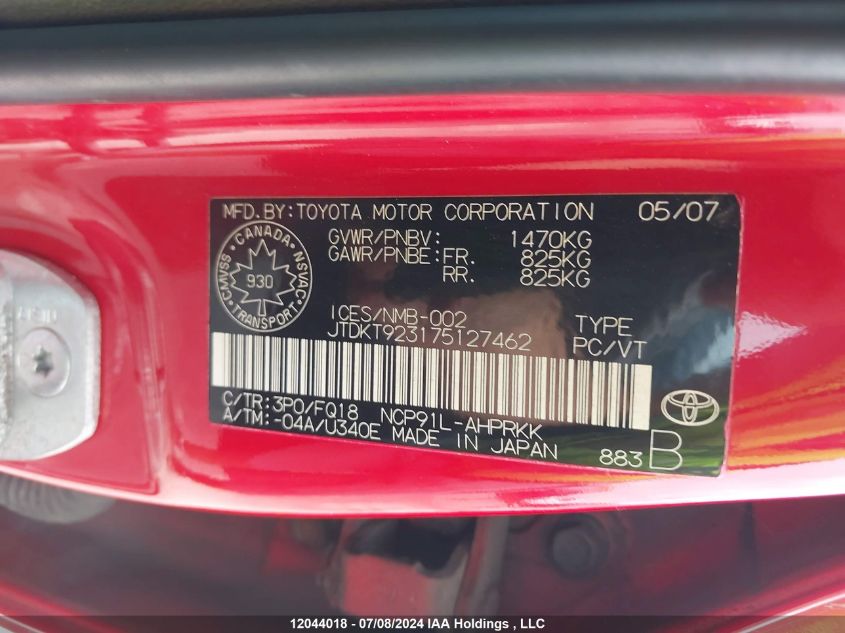 MFD.BY:TOYOTA MOTOR CORPORATION 05/07
GVWR/PNBV: 1470KG
GAWR/PNBE:FR. 825KG
RR. 825KG
CANADA
CMVSS NSVAC
930
TRANSPORT
ICES/NMB-002 TYPE
JTDKT923175127462 PC/VT
C/TR:3P0/FQ18 NCP91L-AHPRKK
A/TM:-04A/U340E MADE IN JAPAN
883 B
12044018 - 07/08/2024 IAA Holdings , LLC